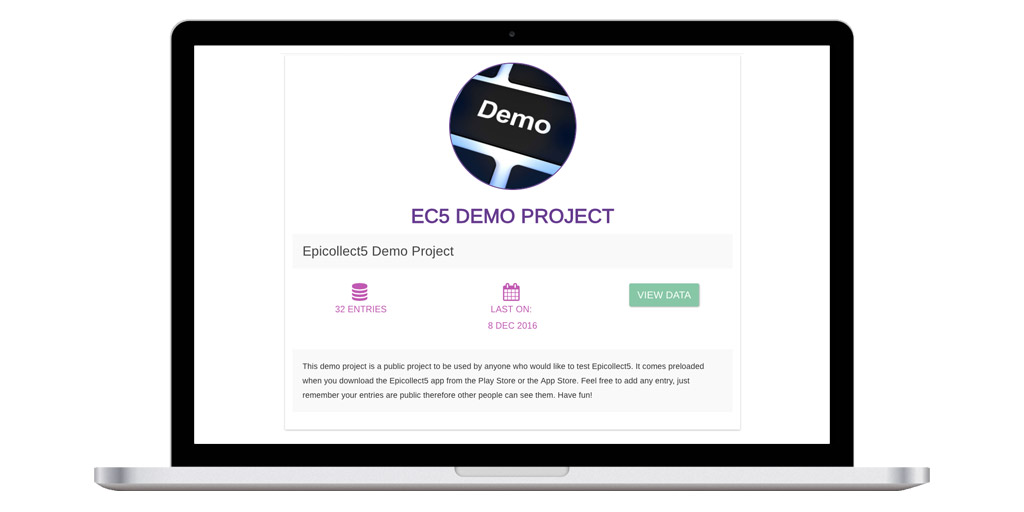 Demo
EC5 DEMO PROJECT
Epicollect5 Demo Project
32 ENTRIES
LAST ON:
8 DEC 2016
VIEW DATA
This demo project is a public project to be used by anyone who would like to test Epicollect5. It comes preloaded
when you download the Epicollect5 app from the Play Store or the App Store. Feel free to add any entry, just
remember your entries are public therefore other people can see them. Have fun!